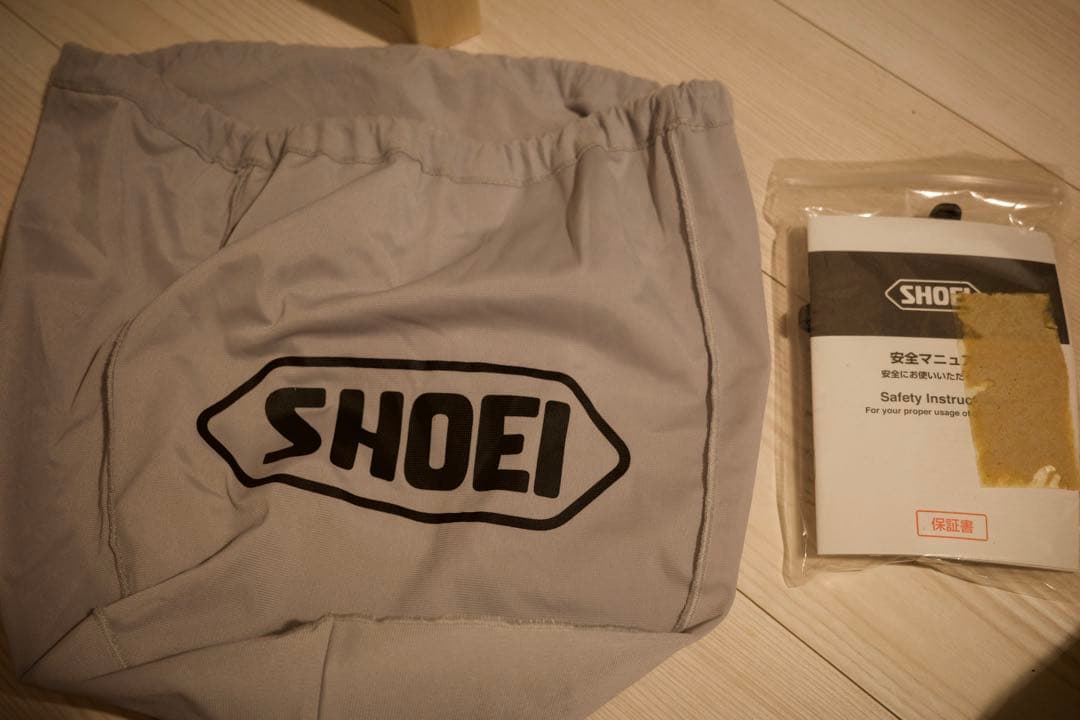 SHOEI
SHOEI
安全マニュア
安全にお使いいただ
Safety Instruc
For your proper usage of
保証書